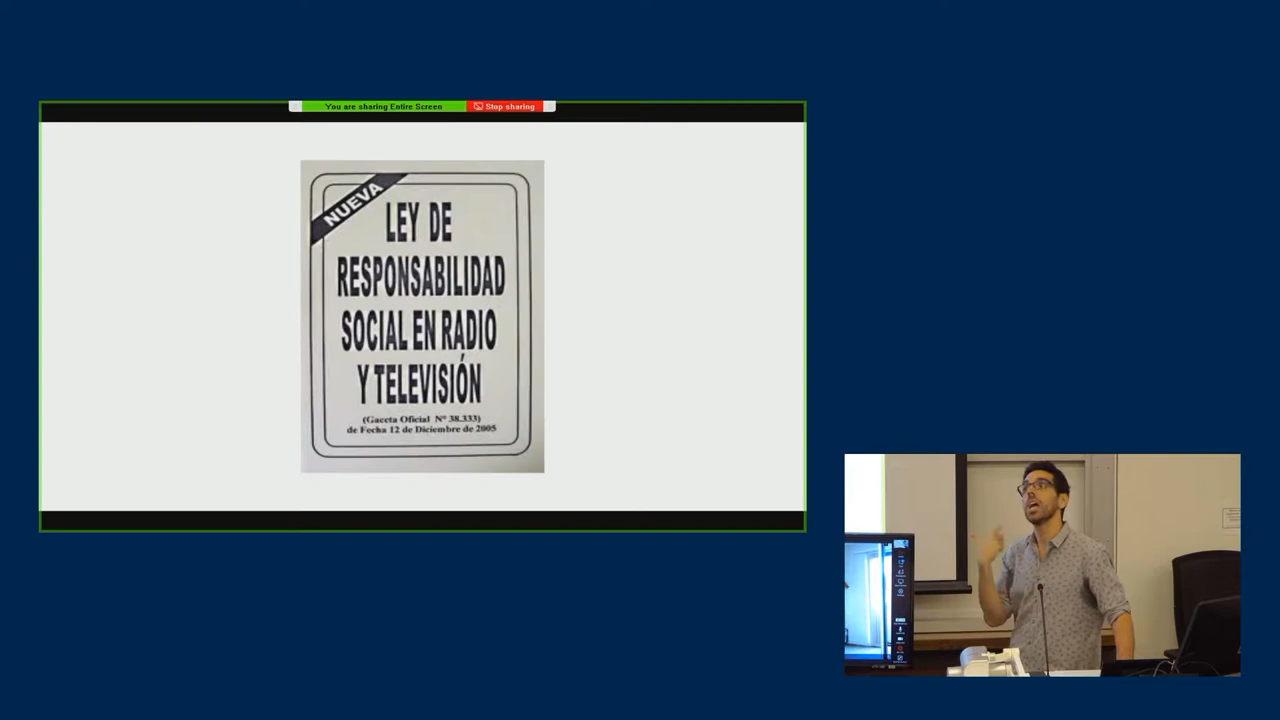 You are sharing Entire Screen
Stop sharing
NUEVA
LEY DE
RESPONSABILIDAD
SOCIAL EN RADIO
Y TELEVISIÓN
(Gaceta Oficial N° 38.333)
de Fecha 12 de Diciembre de 2005